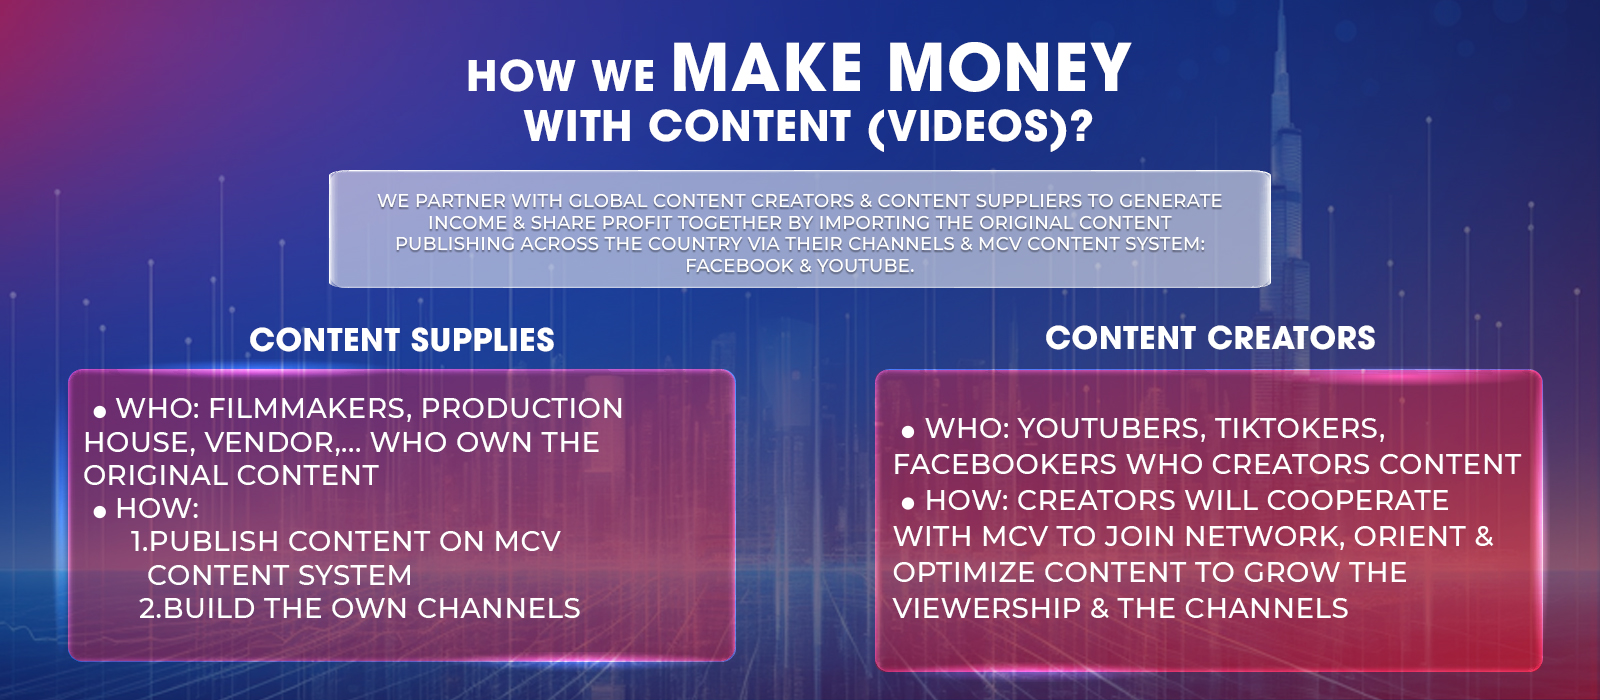 HOW WE MAKE MONEY
WITH CONTENT (VIDEOS)?
WE PARTNER WITH GLOBAL CONTENT CREATORS & CONTENT SUPPLIERS TO GENERATE
INCOME & SHARE PROFIT TOGETHER BY IMPORTING THE ORIGINAL CONTENT
PUBLISHING ACROSS THE COUNTRY VIA THEIR CHANNELS & MCV CONTENT SYSTEM:
FACEBOOK & YOUTUBE.
CONTENT SUPPLIES
● WHO: FILMMAKERS, PRODUCTION
HOUSE, VENDOR,... WHO OWN THE
ORIGINAL CONTENT
● HOW:
1.PUBLISH CONTENT ON MCV
CONTENT SYSTEM
2.BUILD THE OWN CHANNELS
CONTENT CREATORS
● WHO: YOUTUBERS, TIKTOKERS,
FACEBOOKERS WHO CREATORS CONTENT
● HOW: CREATORS WILL COOPERATE
WITH MCV TO JOIN NETWORK, ORIENT &
OPTIMIZE CONTENT TO GROW THE
VIEWERSHIP & THE CHANNELS